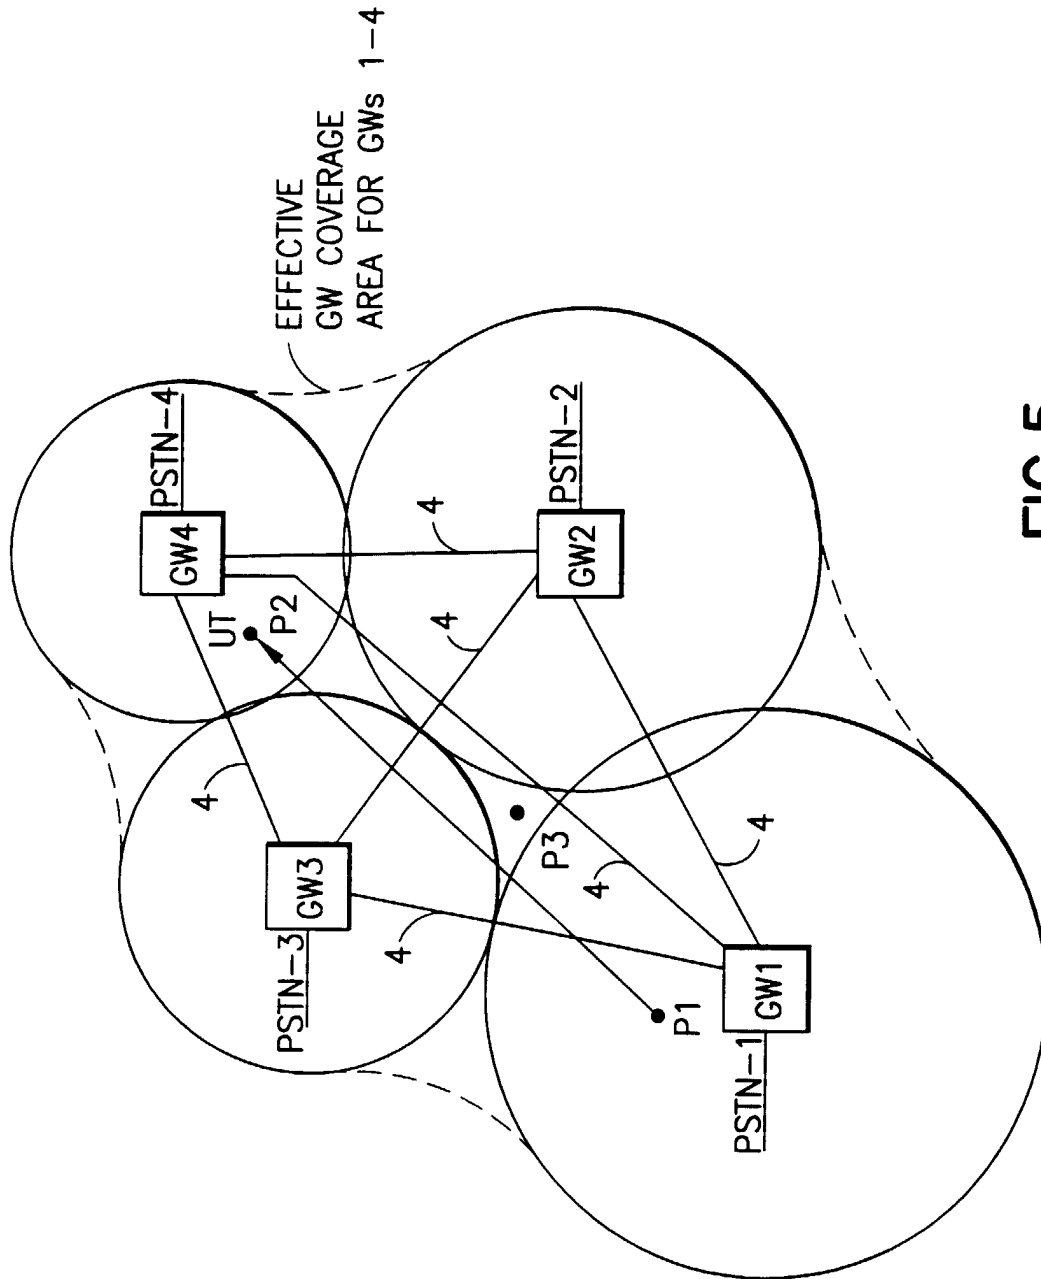 EFFECTIVE
GW COVERAGE
AREA FOR GWs 1-4
PSTN-4
GW4
UT
P2
4
4
4
PSTN-2
GW2
PSTN-3
GW3
P3
4
4
4
P1
PSTN-1
GW1
FIG.5